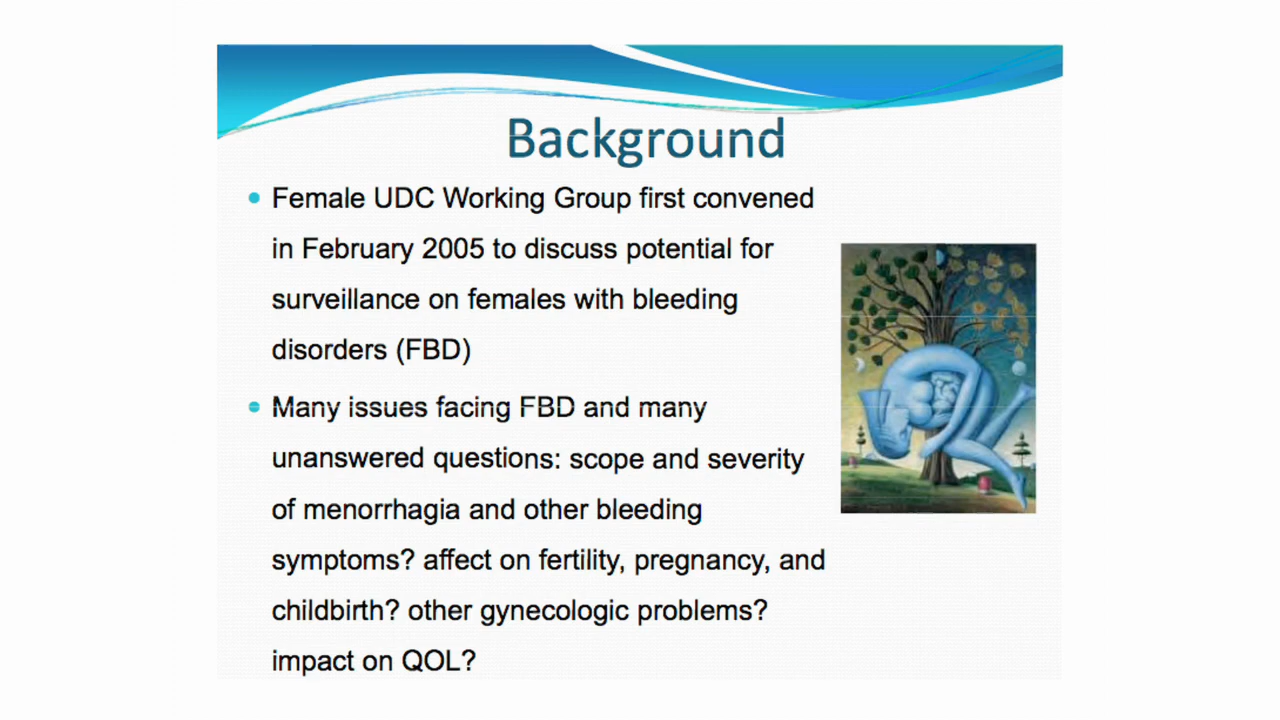 Background
Female UDC Working Group first convened
in February 2005 to discuss potential for
surveillance on females with bleeding
disorders (FBD)
Many issues facing FBD and many
unanswered questions: scope and severity
of menorrhagia and other bleeding
symptoms? affect on fertility, pregnancy, and
childbirth? other gynecologic problems?
impact on QOL?